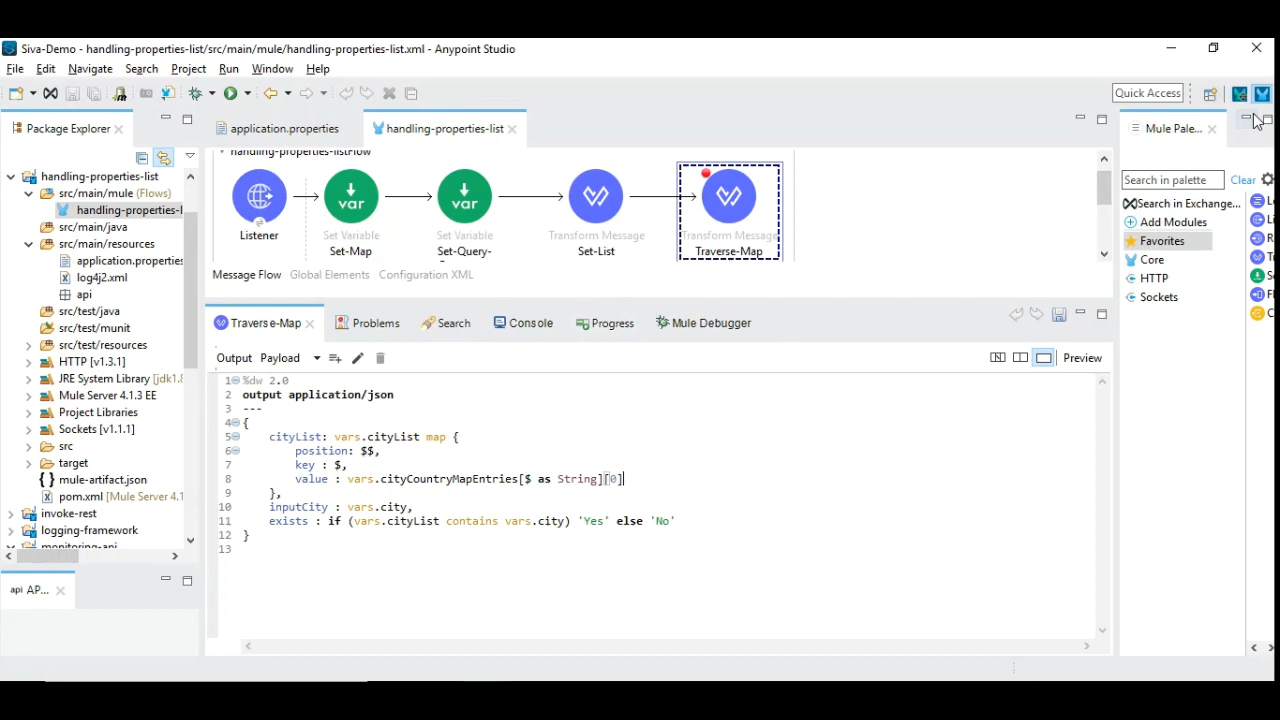 Siva-Demo - handling-properties-list/src/main/mule/handling-properties-list.xml - Anypoint Studio
File Edit Navigate Search Project Run Window Help
Quick Access
Package Explorer
handling-properties-list
src/main/mule (Flows)
handling-properties-l
src/main/java
src/main/resources
application.properties
log4j2.xml
api
src/test/java
src/test/munit
src/test/resources
HTTP [v1.3.1]
JRE System Library [jdk1.8
Mule Server 4.1.3 EE
Project Libraries
Sockets [v1.1.1]
src
target
mule-artifact.json
pom.xml [Mule Server 4.1
invoke-rest
logging-framework
monitoring-api
api AP...
application.properties
handling-properties-list
handling-properties-listFlow
Listener
Set Variable
Set-Map
Set Variable
Set-Query-
Transform Message
Set-List
Transform Message
Traverse-Map
Message Flow Global Elements Configuration XML
Traverse-Map Problems Search Console Progress Mule Debugger
Output Payload Preview
1 %dw 2.0
2 output application/json
3 ---
4 {
5 cityList: vars.cityList map {
6 position: $$,
7 key : $,
8 value : vars.cityCountryMapEntries[$ as String][0]
9 },
10 inputCity : vars.city,
11 exists : if (vars.cityList contains vars.city) 'Yes' else 'No'
12 }
13
Mule Pale...
Search in palette Clear
Search in Exchange...
Add Modules
Favorites
Core
HTTP
Sockets